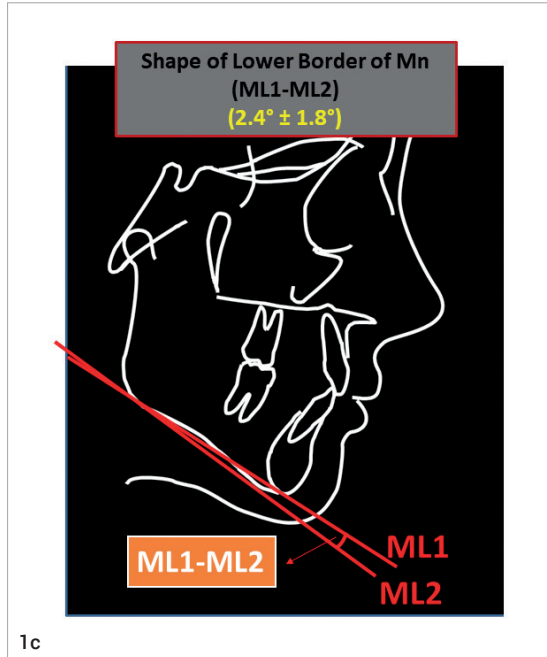 Shape of Lower Border of Mn
(ML1-ML2)
(2.4° ± 1.8°)
ML1
ML1-ML2
ML2
1c